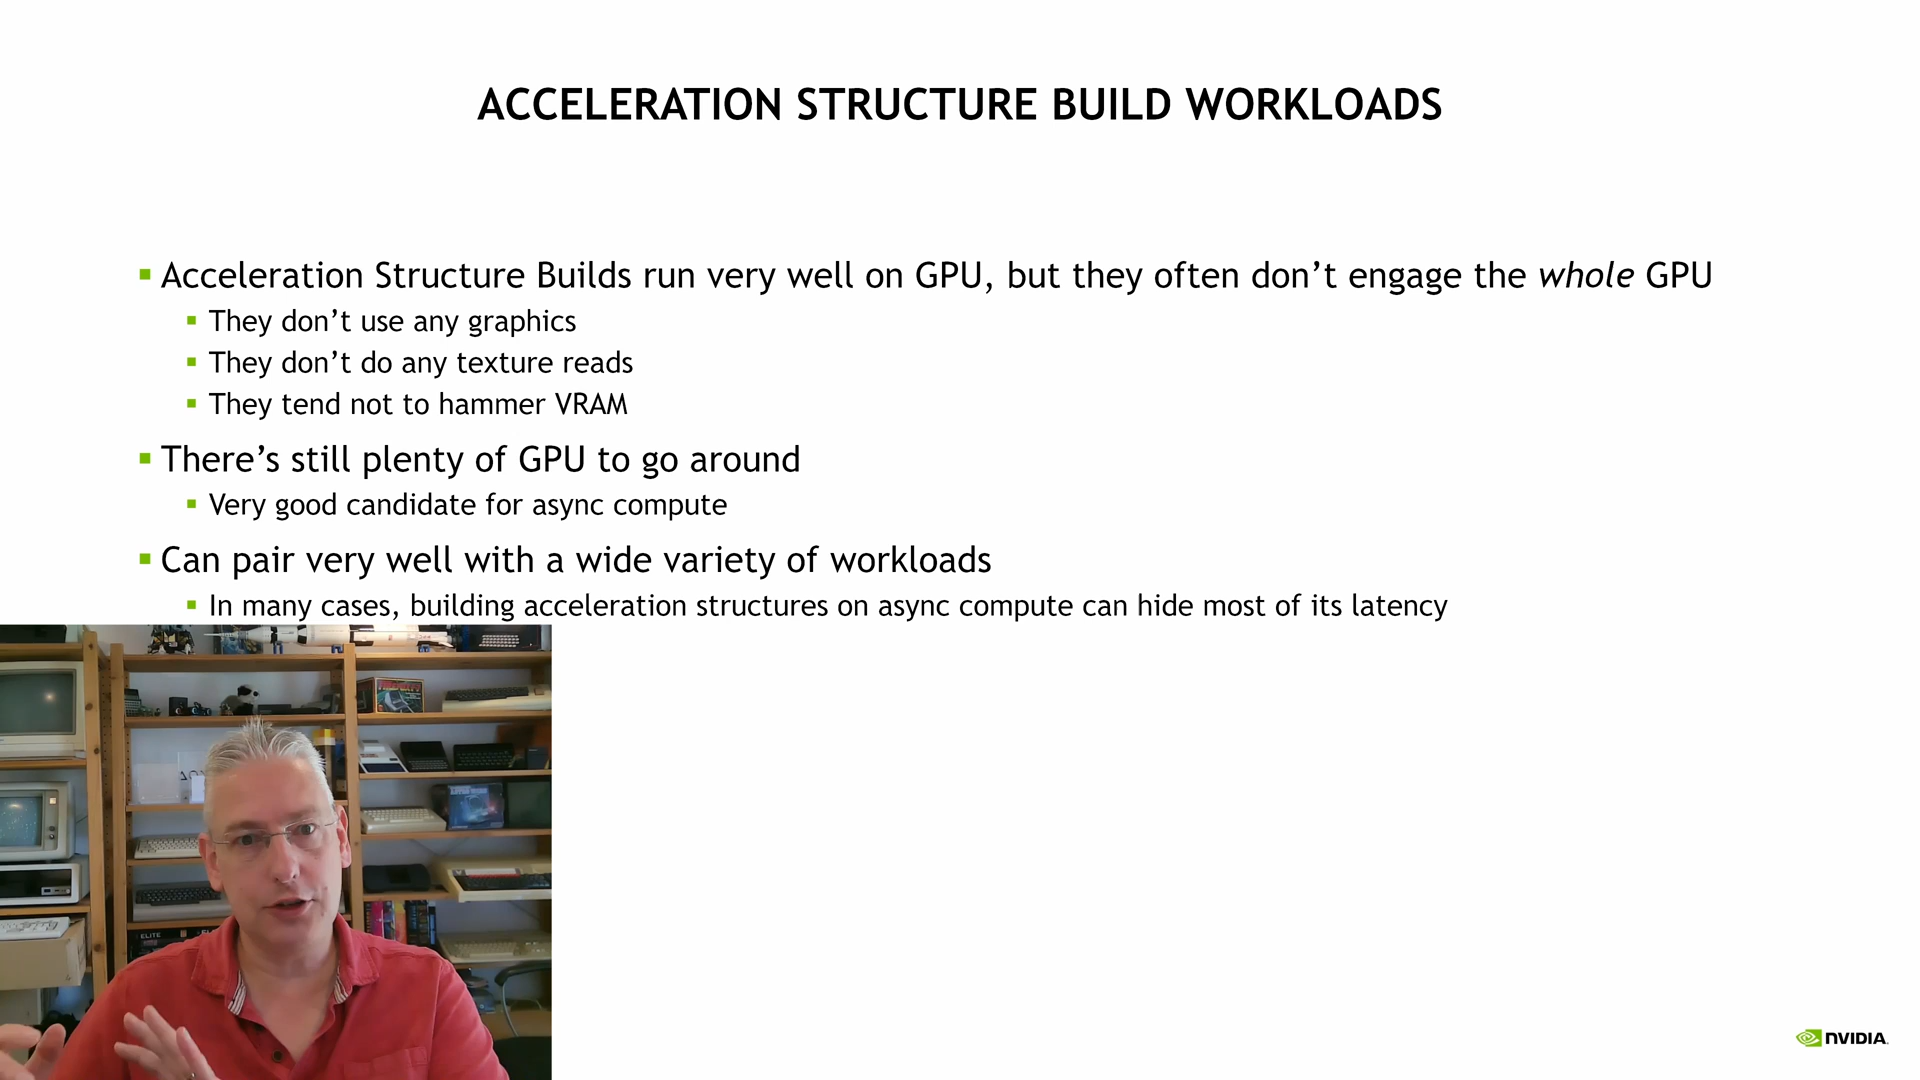 ACCELERATION STRUCTURE BUILD WORKLOADS
Acceleration Structure Builds run very well on GPU, but they often don’t engage the whole GPU
They don’t use any graphics
They don’t do any texture reads
They tend not to hammer VRAM
There’s still plenty of GPU to go around
Very good candidate for async compute
Can pair very well with a wide variety of workloads
In many cases, building acceleration structures on async compute can hide most of its latency
ELITE
NVIDIA.